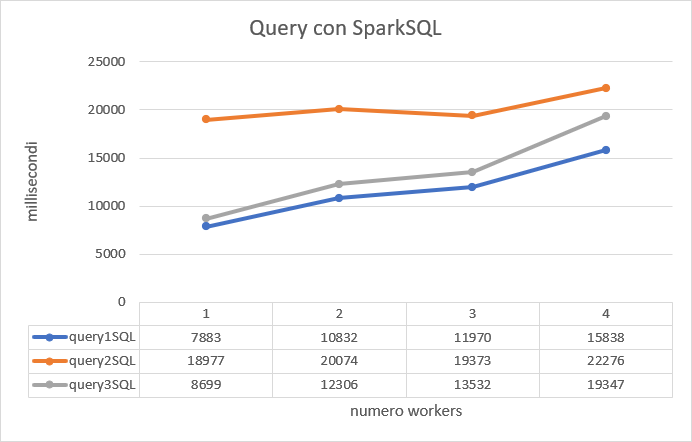 Query con SparkSQL
25000
20000
15000
10000
5000
0
millisecondi
1 2 3 4
query1SQL 7883 10832 11970 15838
query2SQL 18977 20074 19373 22276
query3SQL 8699 12306 13532 19347
numero workers